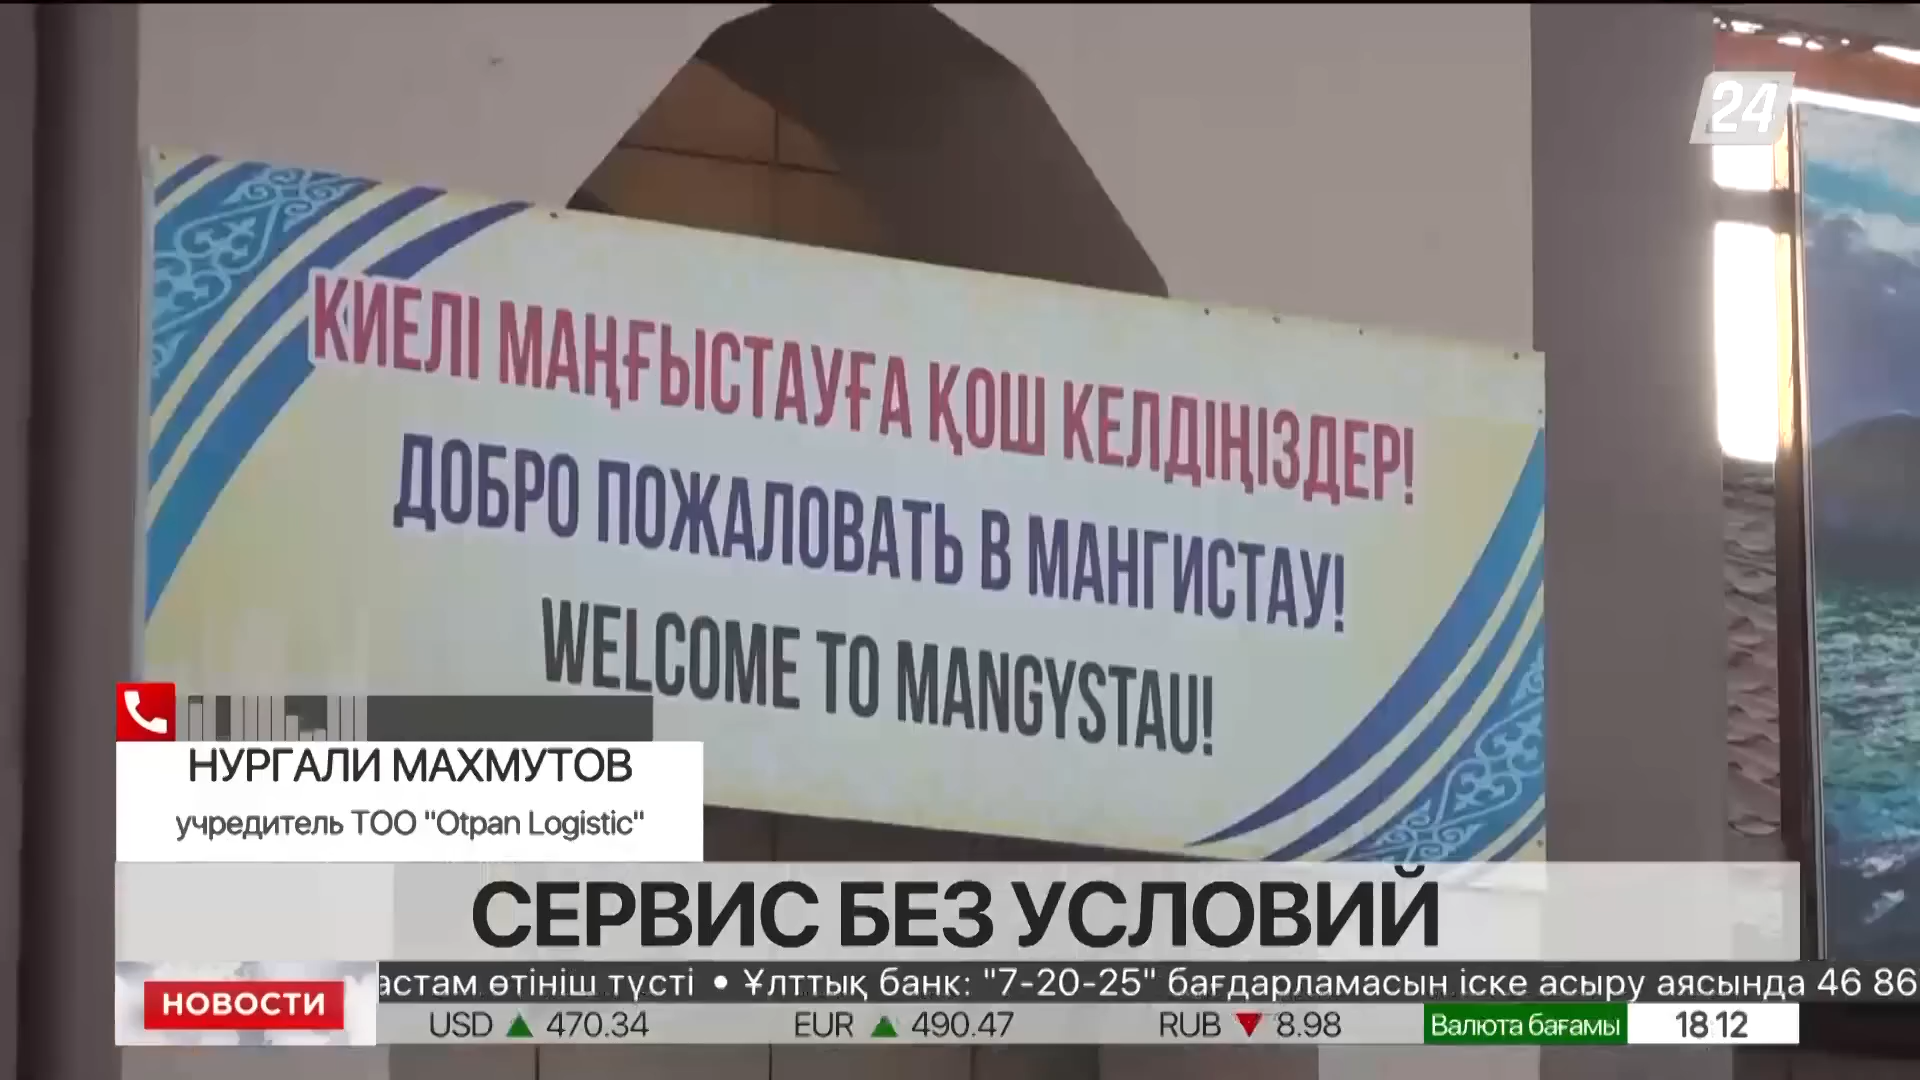 24
КИЕЛІ МАҢҒЫСТАУҒА ҚОШ КЕЛДІҢІЗДЕР!
ДОБРО ПОЖАЛОВАТЬ В МАНГИСТАУ!
WELCOME TO MANGYSTAU!
НУРГАЛИ МАХМУТОВ
учредитель ТОО "Otpan Logistic"
СЕРВИС БЕЗ УСЛОВИЙ
астам өтініш түсті • Ұлттық банк: "7-20-25" бағдарламасын іске асыру аясында 46 86
НОВОСТИ
USD ▲ 470.34 EUR ▲ 490.47 RUB ▼ 8.98 Валюта бағамы 18:12